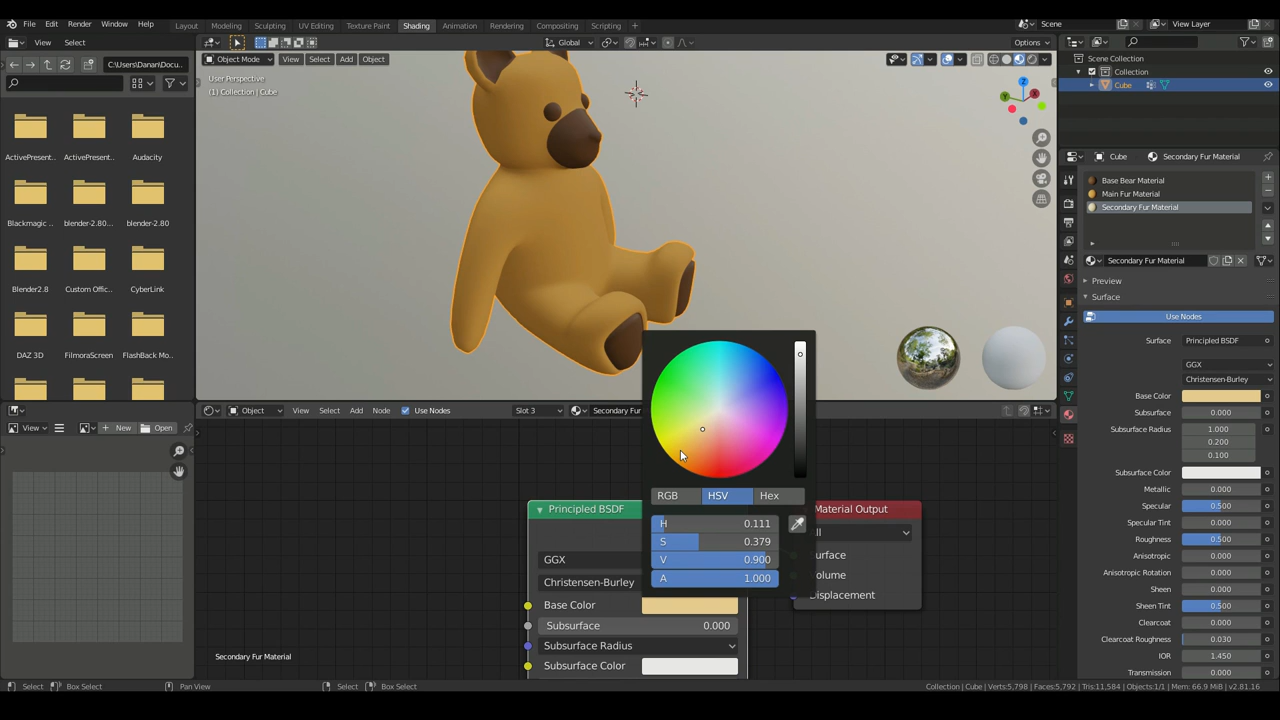 File Edit Render Window Help Layout Modeling Sculpting UV Editing Texture Paint Shading Animation Rendering Compositing Scripting Scene View Layer
View Select Global Options
C:\Users\Danan\Docu... Object Mode View Select Add Object
User Perspective
(1) Collection | Cube
ActivePresent... ActivePresent... Audacity
Blackmagic ... blender-2.80... blender-2.80
Blender2.8 Custom Offic... CyberLink
DAZ 3D FilmoraScreen FlashBack Mo...
Scene Collection
Collection
Cube
Cube Secondary Fur Material
Base Bear Material
Main Fur Material
Secondary Fur Material
Secondary Fur Material
Preview
Surface
Use Nodes
Surface Principled BSDF
GGX
Christensen-Burley
Base Color
Subsurface 0.000
Subsurface Radius 1.000
0.200
0.100
Subsurface Color
Metallic 0.000
Specular 0.500
Specular Tint 0.000
Roughness 0.500
Anisotropic 0.000
Anisotropic Rotation 0.000
Sheen 0.000
Sheen Tint 0.500
Clearcoat 0.000
Clearcoat Roughness 0.030
IOR 1.450
Transmission 0.000
View New Open
Object View Select Add Node Use Nodes Slot 3 Secondary Fur
RGB HSV Hex
H 0.111
S 0.379
V 0.900
A 1.000
Principled BSDF
GGX
Christensen-Burley
Base Color
Subsurface 0.000
Subsurface Radius
Subsurface Color
Material Output
All
Surface
Volume
Displacement
Secondary Fur Material
Select Box Select Pan View Select Box Select Collection | Cube | Verts:5,798 | Faces:5,792 | Tris:11,584 | Objects:1/1 | Mem: 66.9 MiB | v2.81.16